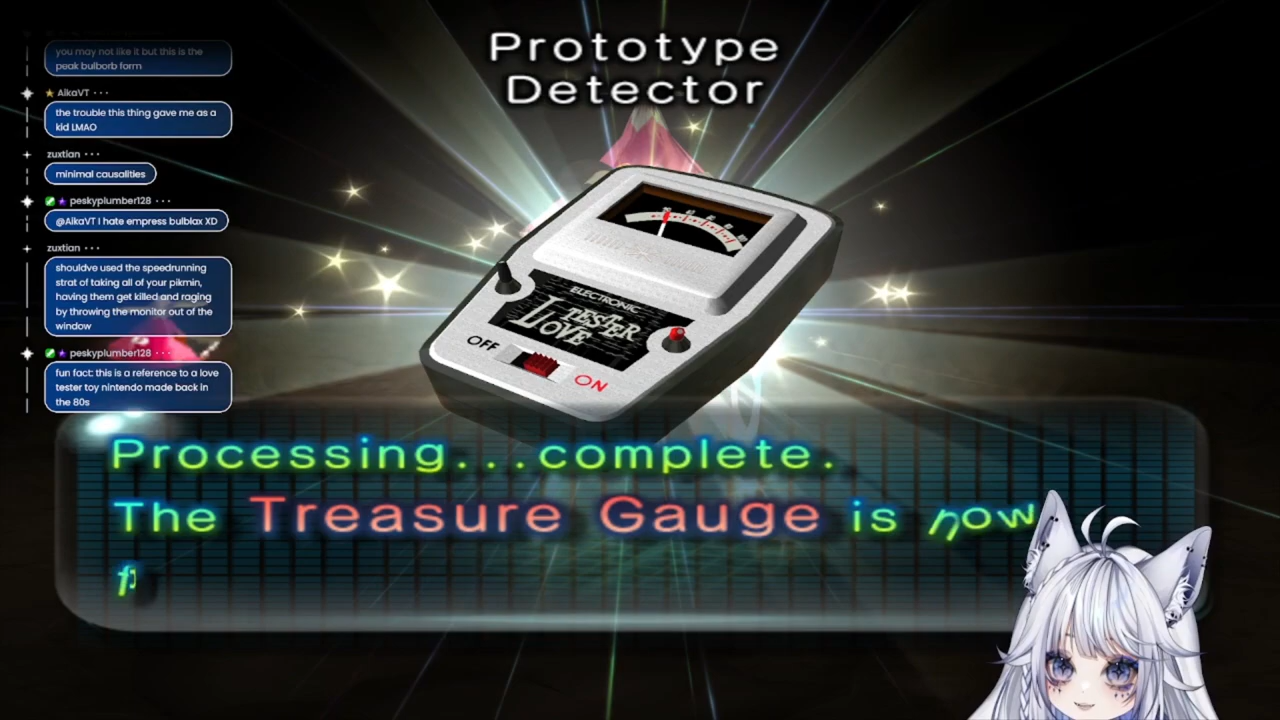 you may not like it but this is the
peak bulborb form
AikaVT
the trouble this thing gave me as a
kid LMAO
zuxtian
minimal causalities
peskyplumber128
@AikaVT I hate empress bulblax XD
zuxtian
shouldve used the speedrunning
strat of taking all of your pikmin,
having them get killed and raging
by throwing the monitor out of the
window
peskyplumber128
fun fact: this is a reference to a love
tester toy nintendo made back in
the 80s
Prototype
Detector
ELECTRONIC
LOVE TESTER
OFF
ON
Processing...complete.
The Treasure Gauge is now
f